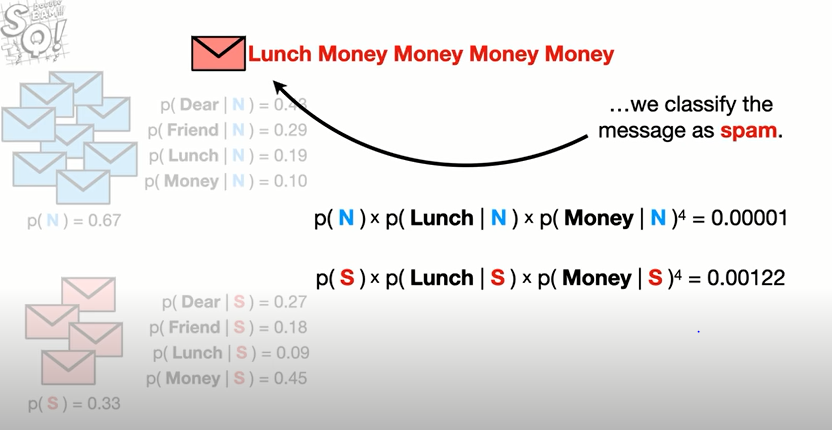 SQ!
Lunch Money Money Money Money
p( Dear | N ) = 0.43
p( Friend | N ) = 0.29
p( Lunch | N ) = 0.19
p( Money | N ) = 0.10
p( N ) = 0.67
…we classify the
message as spam.
p( N ) x p( Lunch | N ) x p( Money | N )⁴ = 0.00001
p( S ) x p( Lunch | S ) x p( Money | S )⁴ = 0.00122
p( Dear | S ) = 0.27
p( Friend | S ) = 0.18
p( Lunch | S ) = 0.09
p( Money | S ) = 0.45
p( S ) = 0.33